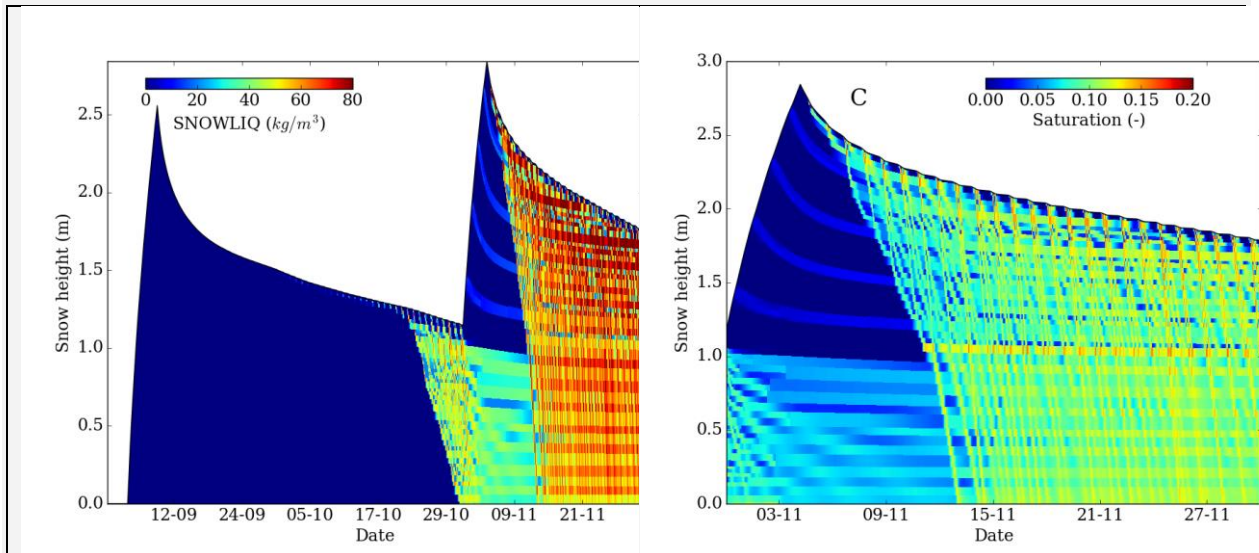 0 20 40 60 80
SNOWLIQ (kg/m³)
Snow height (m)
2.5
2.0
1.5
1.0
0.5
0.0
12-09 24-09 05-10 17-10 29-10 09-11 21-11
Date
C
0.00 0.05 0.10 0.15 0.20
Saturation (-)
Snow height (m)
3.0
2.5
2.0
1.5
1.0
0.5
0.0
03-11 09-11 15-11 21-11 27-11
Date